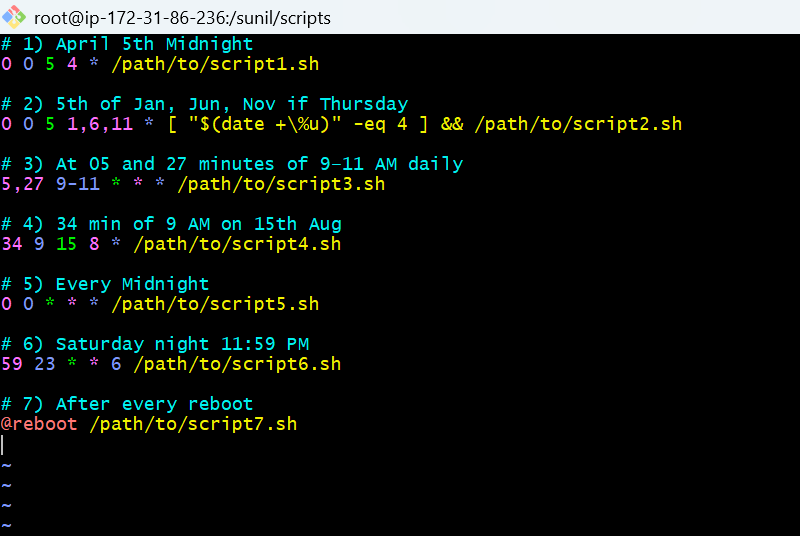 root@ip-172-31-86-236:/sunil/scripts
# 1) April 5th Midnight
0 0 5 4 * /path/to/script1.sh
# 2) 5th of Jan, Jun, Nov if Thursday
0 0 5 1,6,11 * [ "$(date +\%u)" -eq 4 ] && /path/to/script2.sh
# 3) At 05 and 27 minutes of 9–11 AM daily
5,27 9-11 * * * /path/to/script3.sh
# 4) 34 min of 9 AM on 15th Aug
34 9 15 8 * /path/to/script4.sh
# 5) Every Midnight
0 0 * * * /path/to/script5.sh
# 6) Saturday night 11:59 PM
59 23 * * 6 /path/to/script6.sh
# 7) After every reboot
@reboot /path/to/script7.sh
~
~
~
~